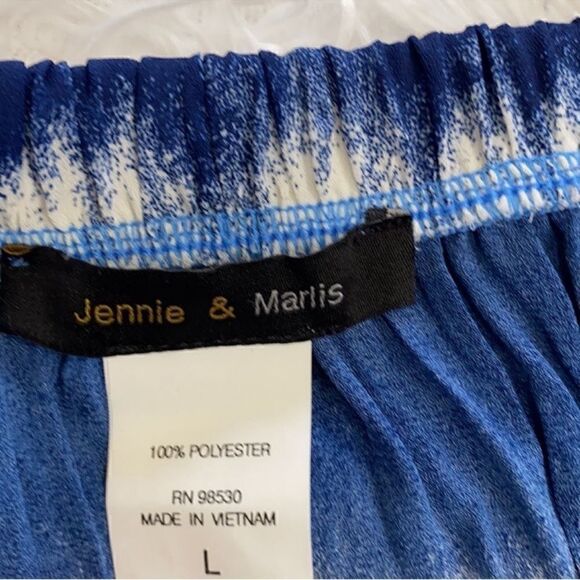 Jennie & Marlis
100% POLYESTER
RN 98530
MADE IN VIETNAM
L